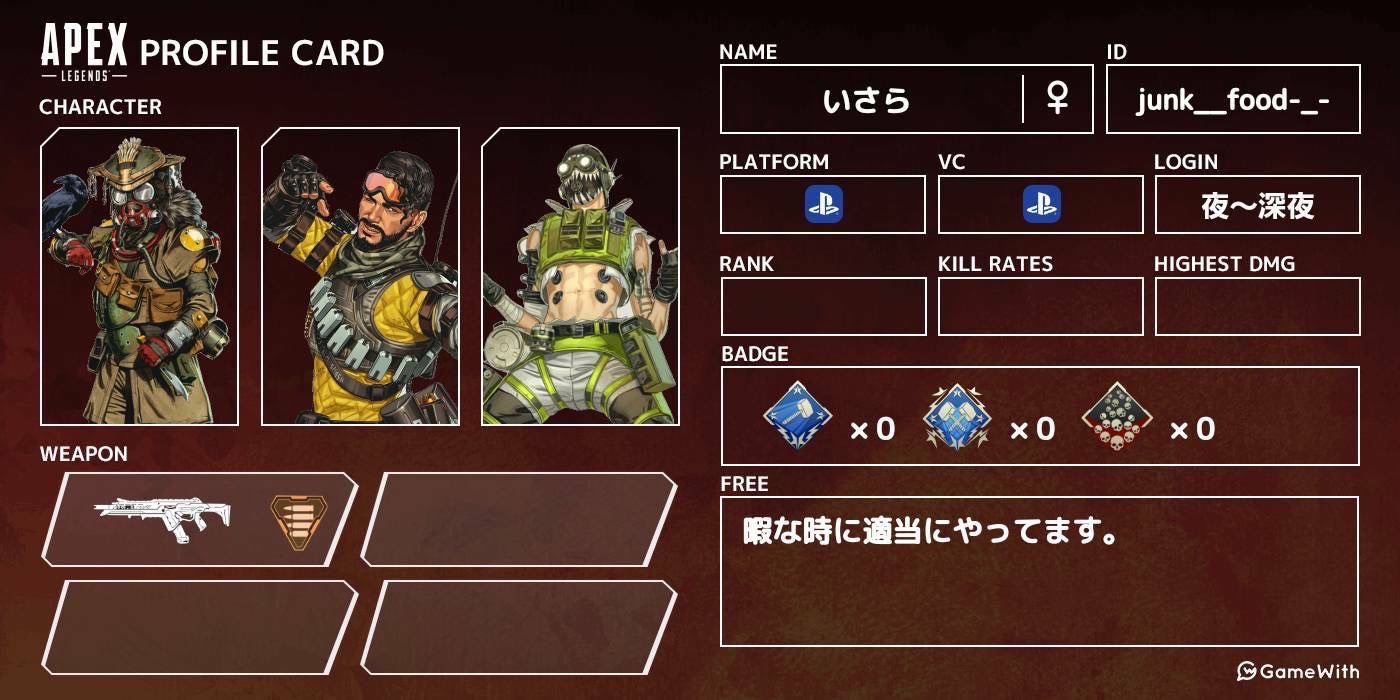 APEX
LEGENDS
PROFILE CARD
CHARACTER
WEAPON
NAME
いさら
♀
ID
junk__food-_-
PLATFORM
VC
LOGIN
夜〜深夜
RANK
KILL RATES
HIGHEST DMG
BADGE
×0
×0
×0
FREE
暇な時に適当にやってます。
GameWith